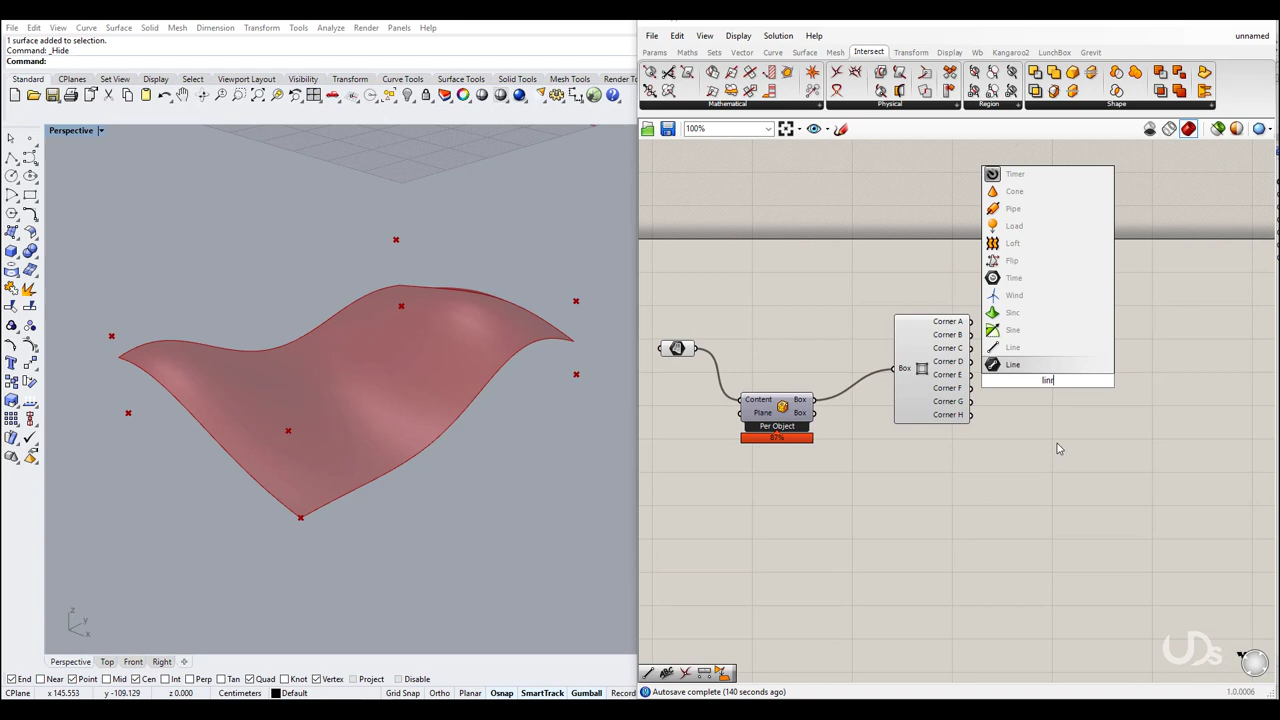 File Edit View Curve Surface Solid Mesh Dimension Transform Tools Analyze Render Panels Help
1 surface added to selection.
Command: _Hide
Command:
Standard CPlanes Set View Display Select Viewport Layout Visibility Transform Curve Tools Surface Tools Solid Tools Mesh Tools Render To
Perspective
z
y
x
Perspective Top Front Right
End Near Point Mid Cen Int Perp Tan Quad Knot Vertex Project Disable
CPlane x 145.553 y -109.129 z 0.000 Centimeters Default Grid Snap Ortho Planar Osnap SmartTrack Gumball Record
File Edit View Display Solution Help unnamed
Params Maths Sets Vector Curve Surface Mesh Intersect Transform Display Wb Kangaroo2 LunchBox Grevit
Mathematical Physical Region Shape
100%
Timer
Cone
Pipe
Load
Loft
Flip
Time
Wind
Sinc
Sine
Line
Line
linr
Content Box
Plane Box
Per Object
87%
Box
Corner A
Corner B
Corner C
Corner D
Corner E
Corner F
Corner G
Corner H
UDs
Autosave complete (140 seconds ago) 1.0.0006